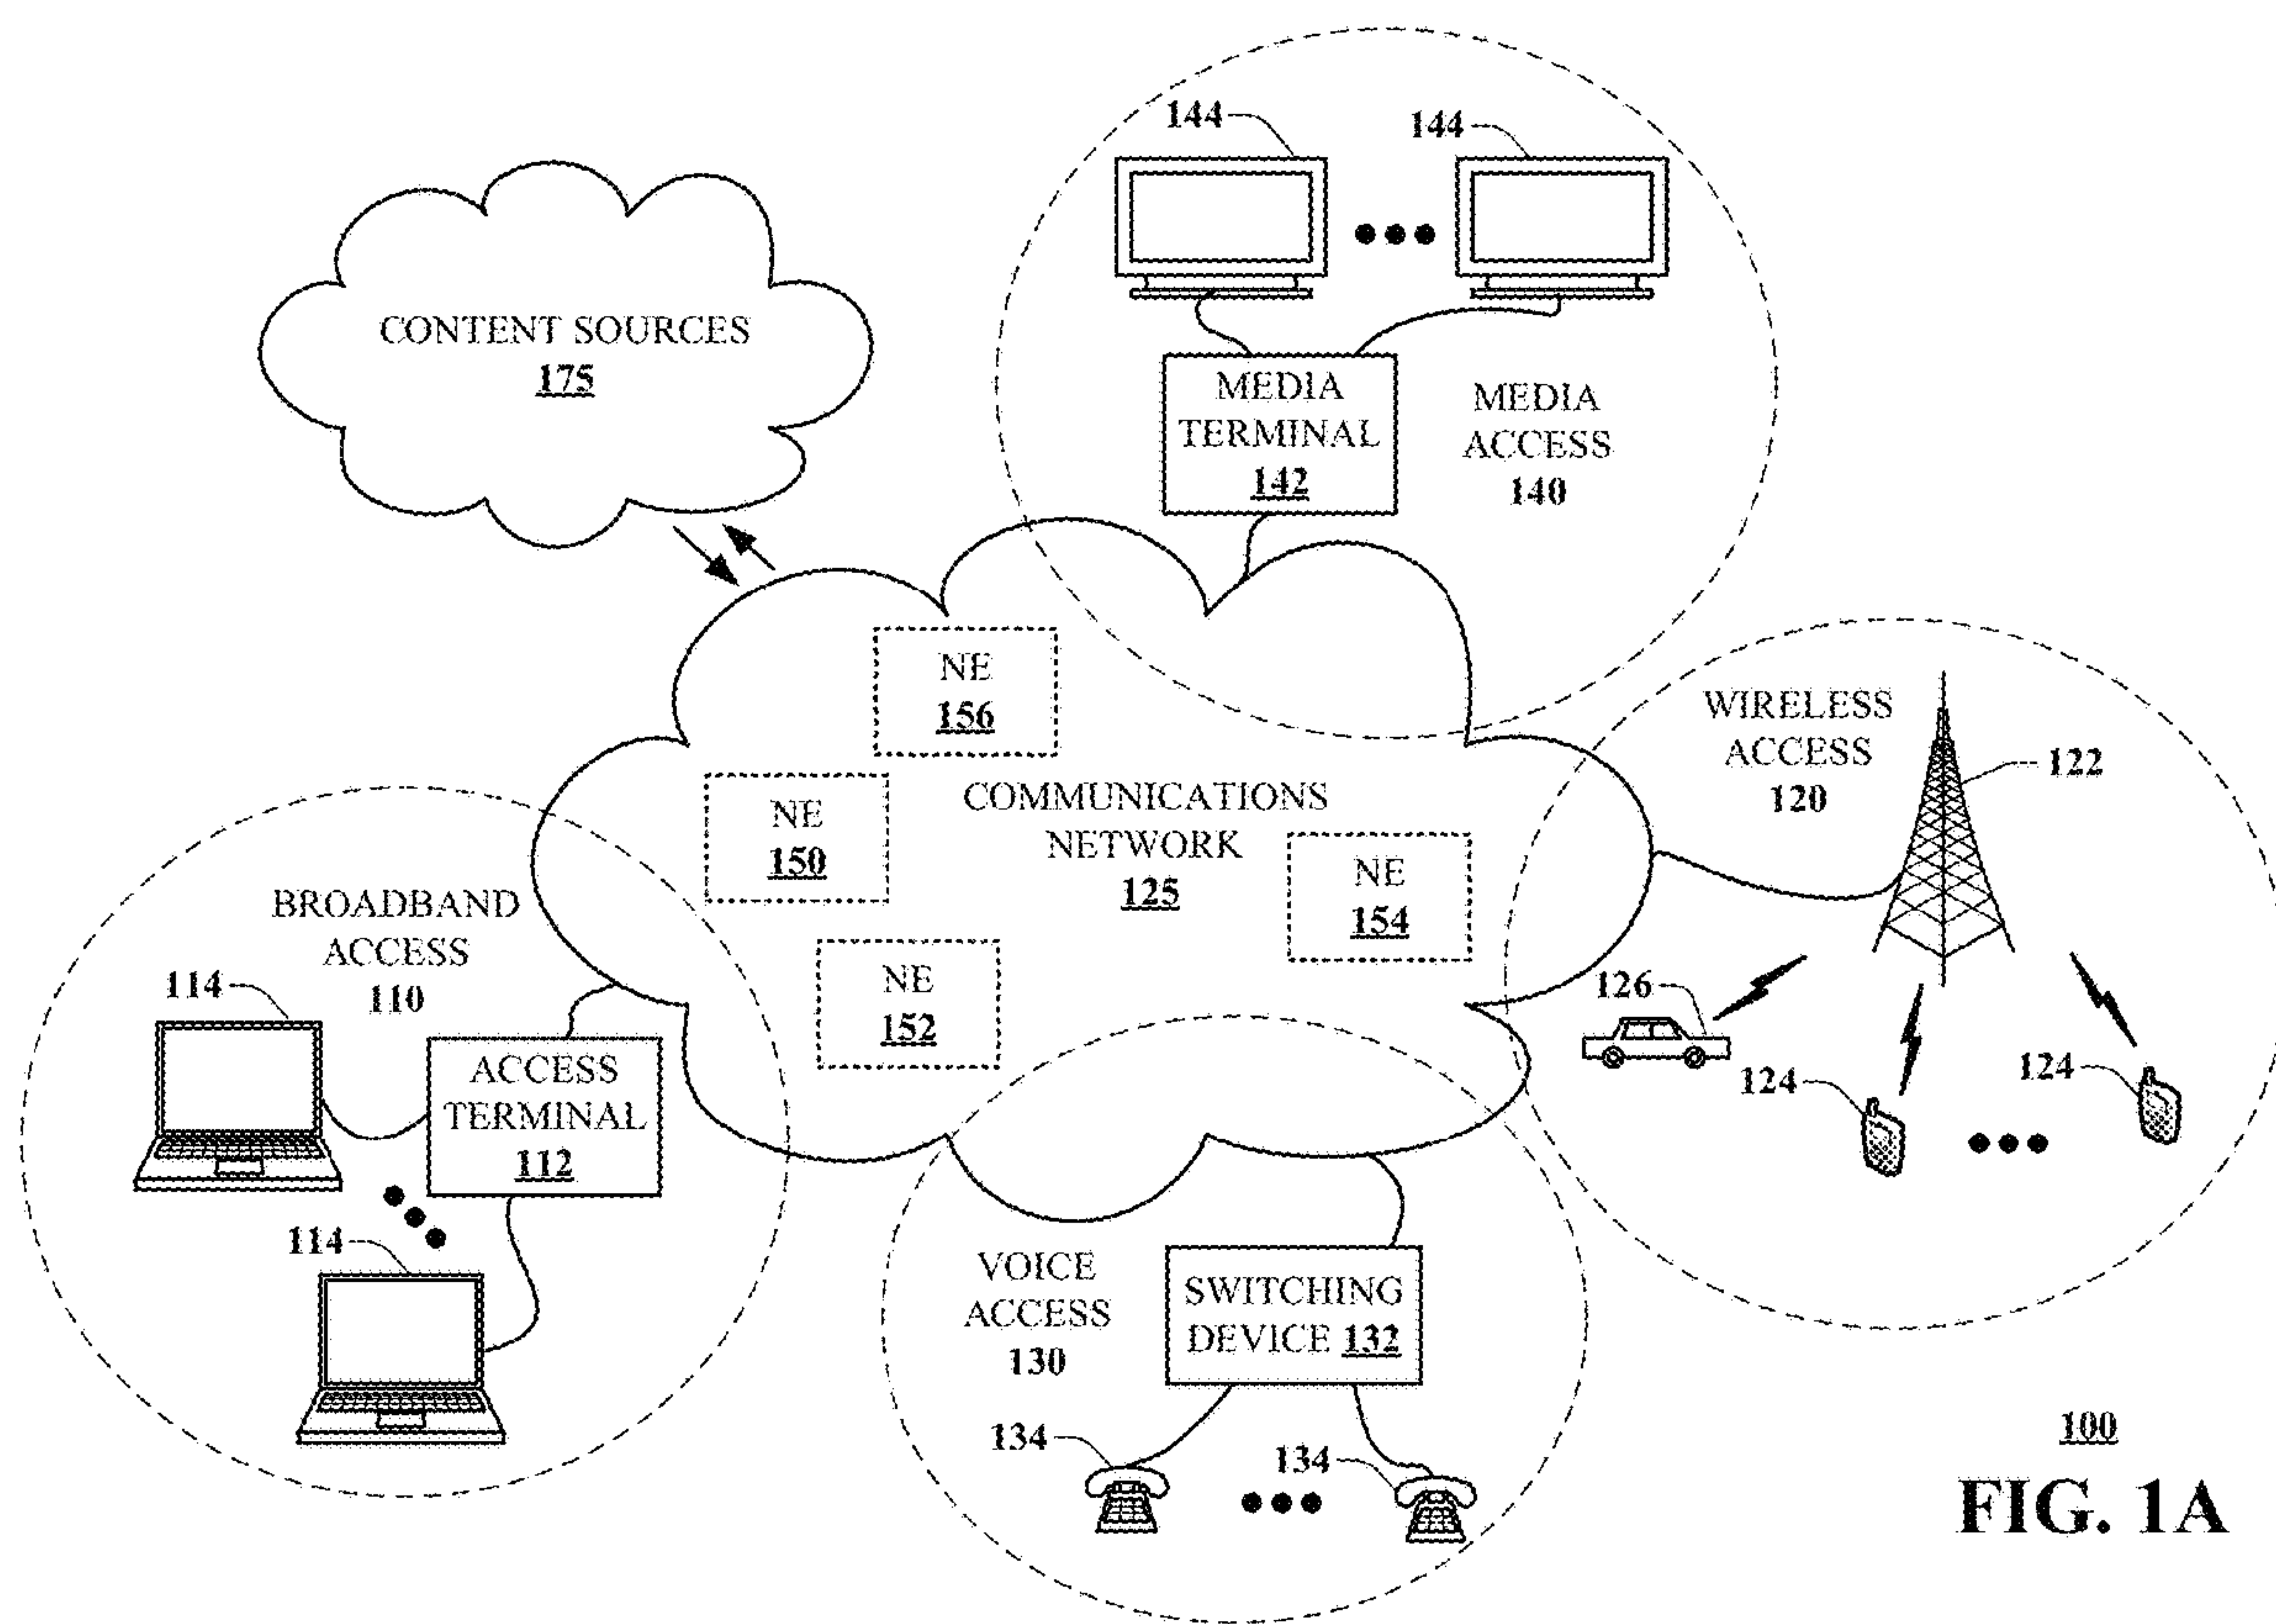 144
144
CONTENT SOURCES
175
MEDIA
TERMINAL
142
MEDIA
ACCESS
140
NE
156
WIRELESS
ACCESS
120
122
COMMUNICATIONS
NETWORK
125
NE
150
NE
154
NE
152
BROADBAND
ACCESS
110
114
ACCESS
TERMINAL
112
114
126
124
124
VOICE
ACCESS
130
SWITCHING
DEVICE 132
134
134
100
FIG. 1A